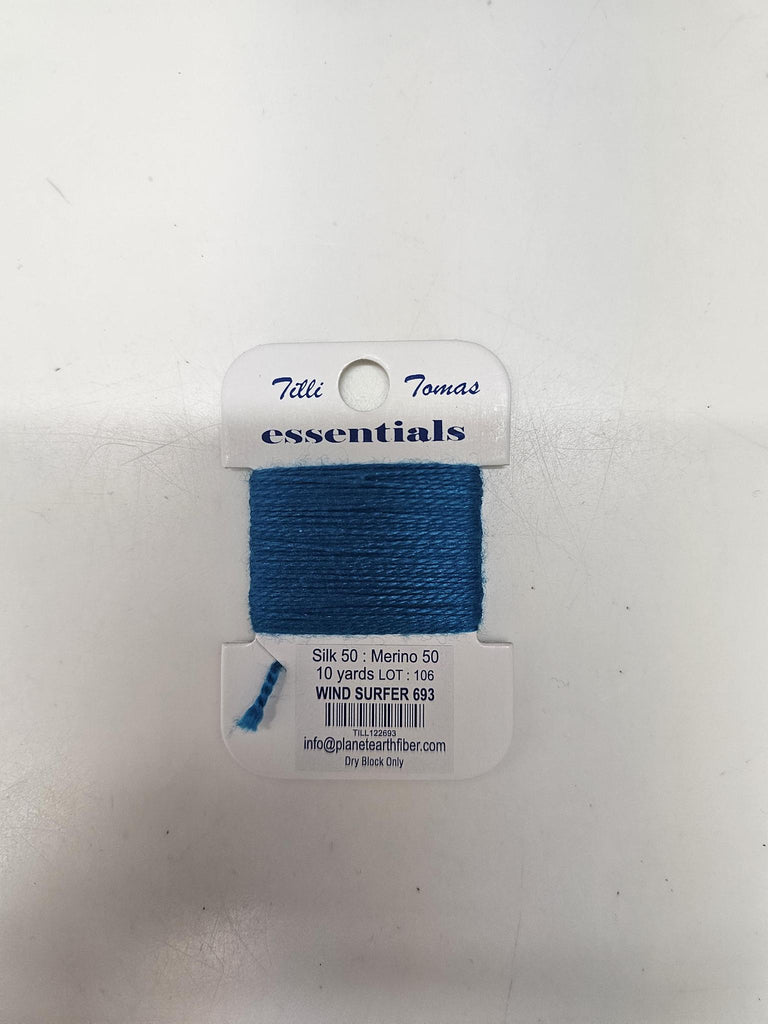 Tilli Tomas
essentials
Silk 50 : Merino 50
10 yards LOT : 106
WIND SURFER 693
TILL122693
info@planetearthfiber.com
Dry Block Only